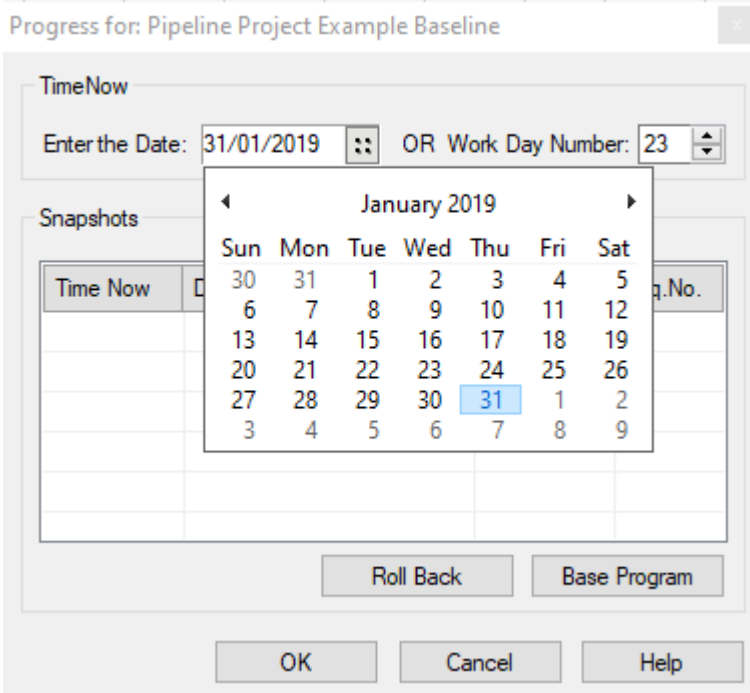 Progress for: Pipeline Project Example Baseline
x
TimeNow
Enter the Date: 31/01/2019 OR Work Day Number: 23
January 2019
Snapshots
Sun Mon Tue Wed Thu Fri Sat
Time Now D q.No.
30 31 1 2 3 4 5
6 7 8 9 10 11 12
13 14 15 16 17 18 19
20 21 22 23 24 25 26
27 28 29 30 31 1 2
3 4 5 6 7 8 9
Roll Back Base Program
OK Cancel Help